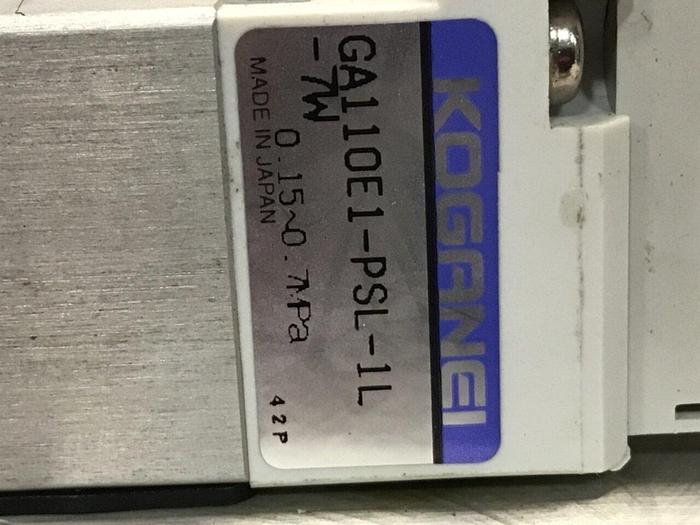 KOGANEI
GA110E1-PSL-1L
-7W
0.15~0.7MPa
MADE IN JAPAN
42P